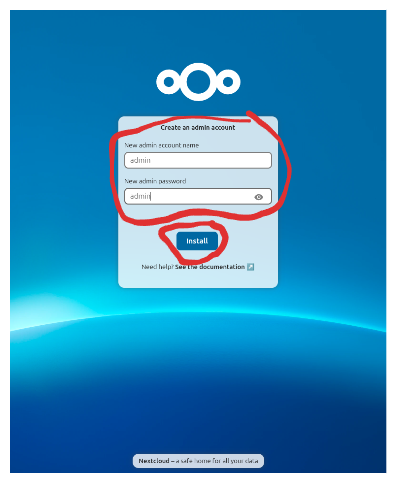 Create an admin account
New admin account name
admin
New admin password
admin
Install
Need help? See the documentation ↗
Nextcloud – a safe home for all your data